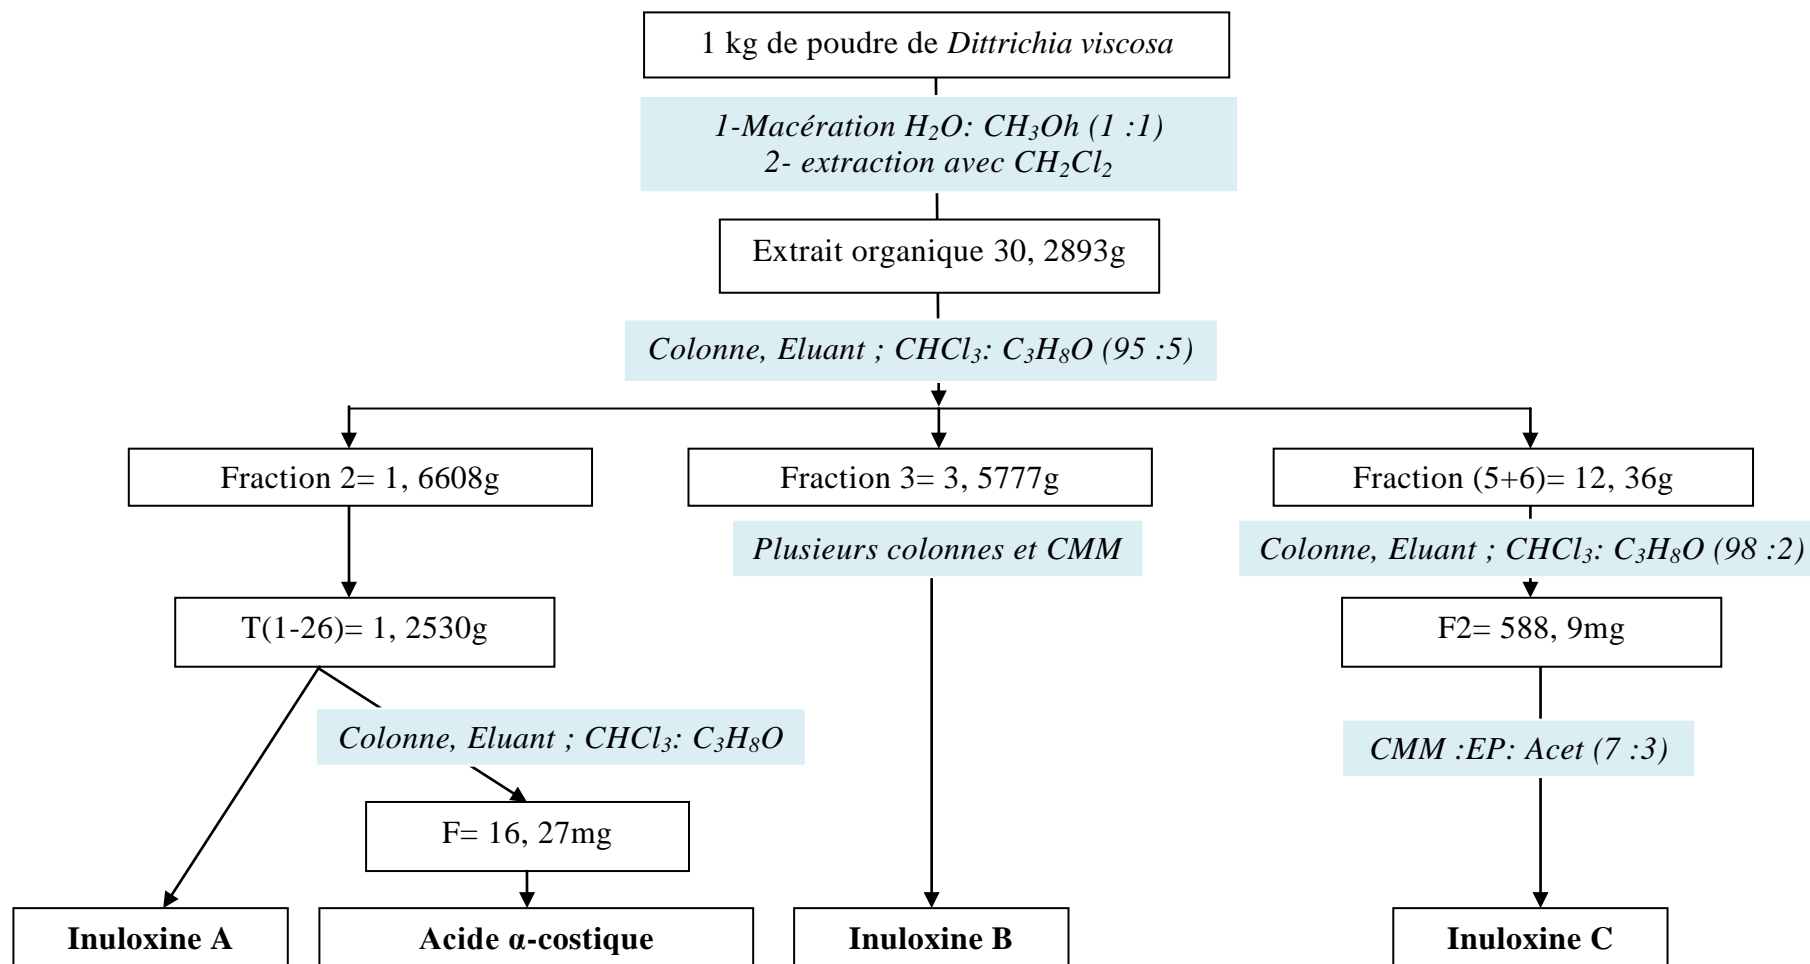 1 kg de poudre de Dittrichia viscosa
1-Macération H₂O: CH₃Oh (1 :1)
2- extraction avec CH₂Cl₂
Extrait organique 30, 2893g
Colonne, Eluant ; CHCl₃: C₃H₈O (95 :5)
Fraction 2= 1, 6608g
Fraction 3= 3, 5777g
Fraction (5+6)= 12, 36g
Plusieurs colonnes et CMM
Colonne, Eluant ; CHCl₃: C₃H₈O (98 :2)
T(1-26)= 1, 2530g
F2= 588, 9mg
Colonne, Eluant ; CHCl₃: C₃H₈O
CMM :EP: Acet (7 :3)
F= 16, 27mg
Inuloxine A
Acide α-costique
Inuloxine B
Inuloxine C